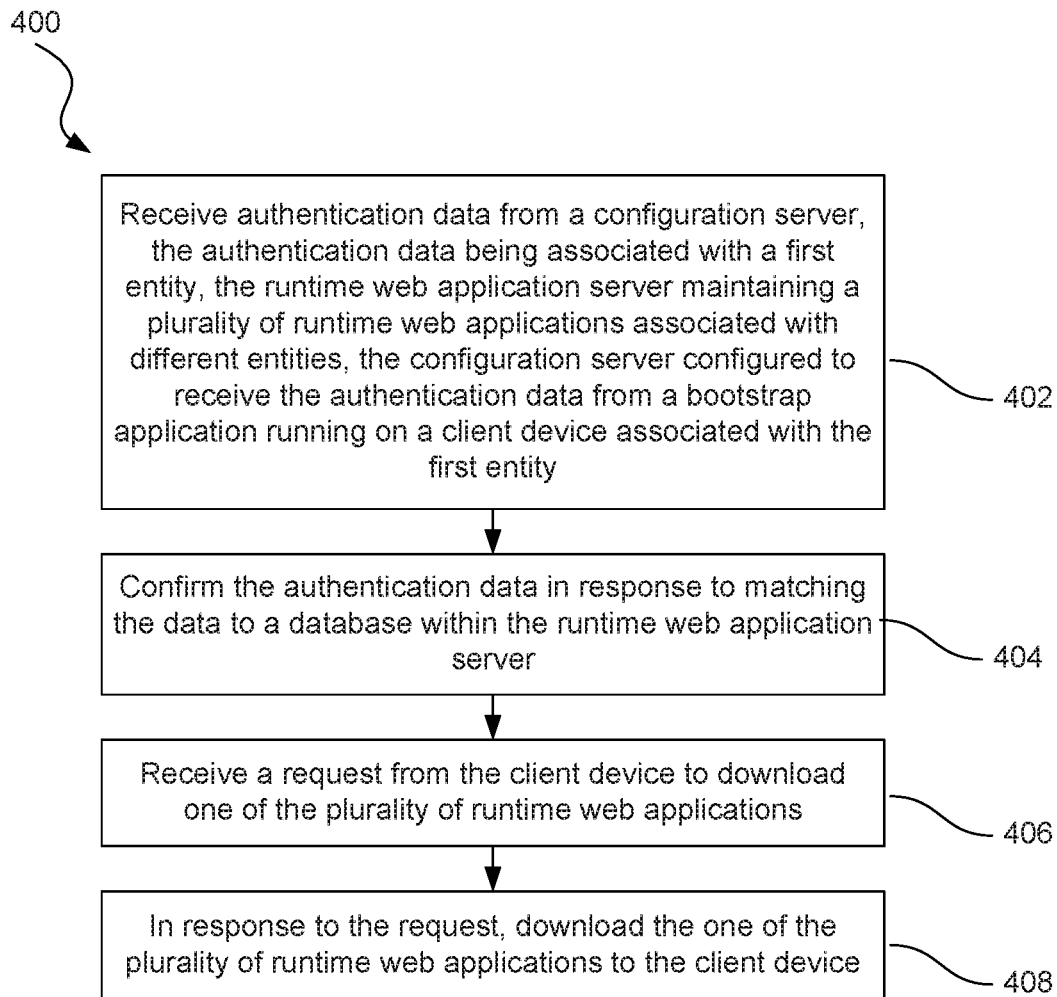 400
Receive authentication data from a configuration server,
the authentication data being associated with a first
entity, the runtime web application server maintaining a
plurality of runtime web applications associated with
different entities, the configuration server configured to
receive the authentication data from a bootstrap
application running on a client device associated with the
first entity
402
Confirm the authentication data in response to matching
the data to a database within the runtime web application
server
404
Receive a request from the client device to download
one of the plurality of runtime web applications
406
In response to the request, download the one of the
plurality of runtime web applications to the client device
408